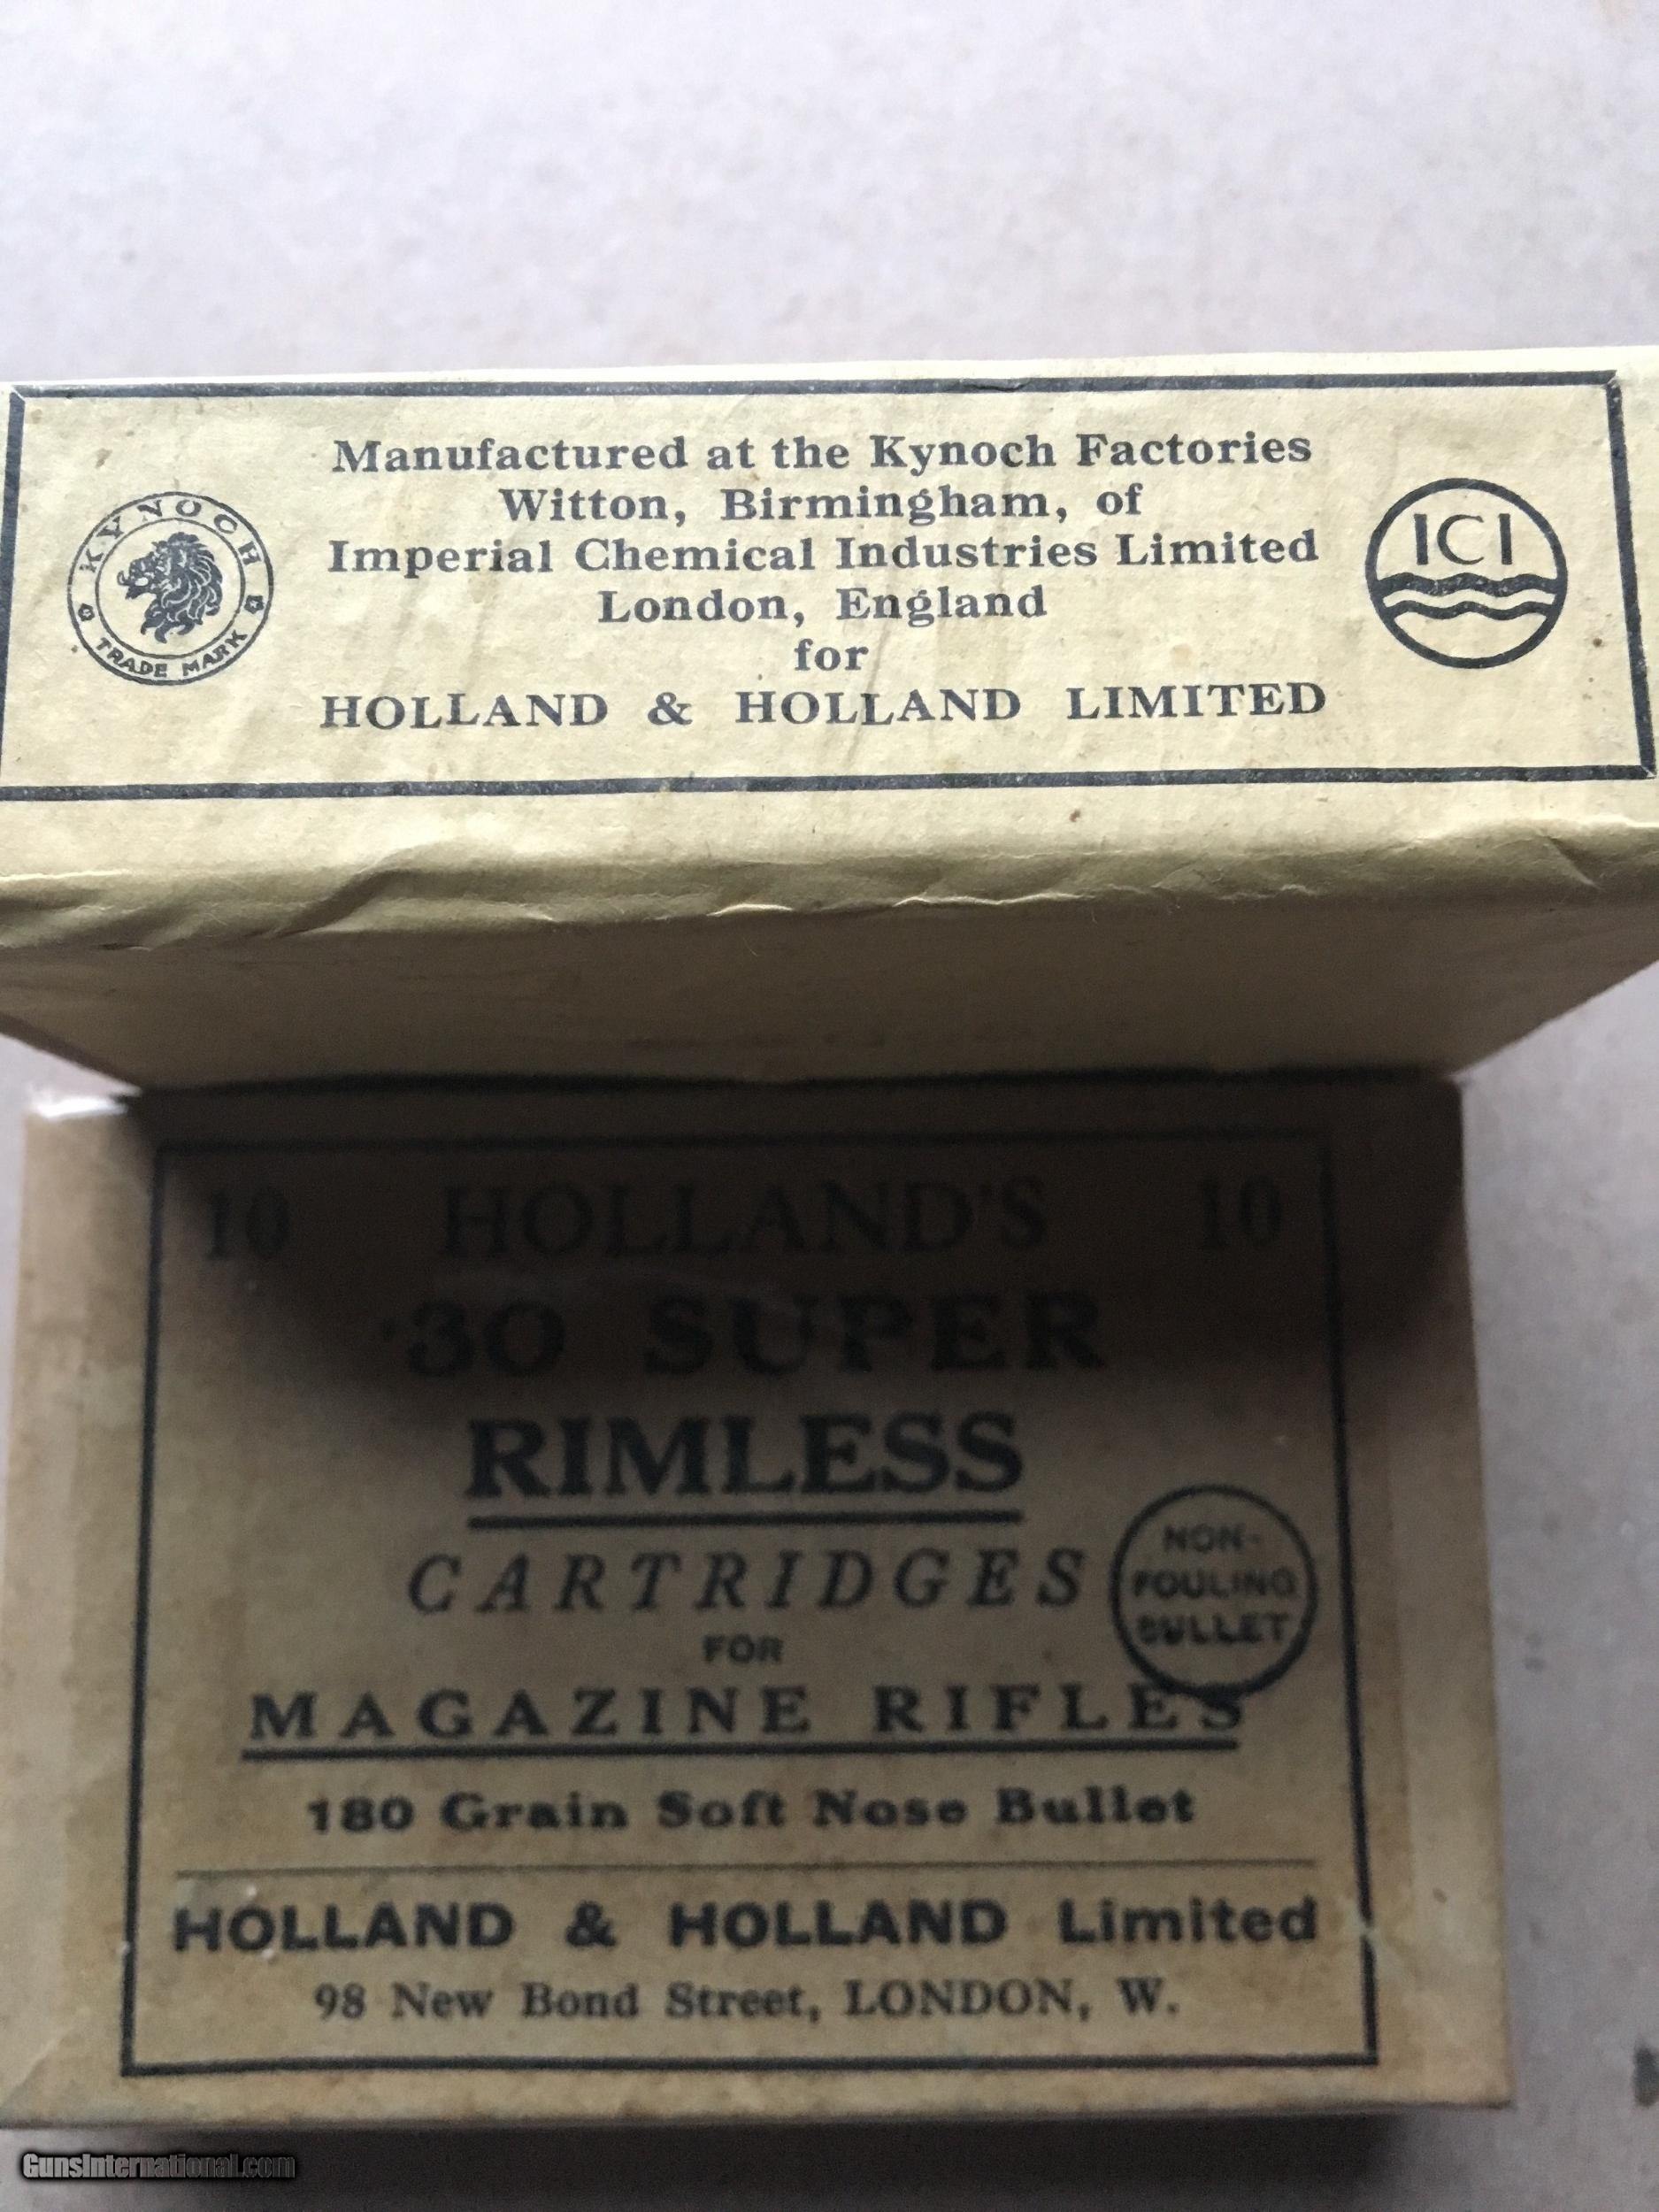 Manufactured at the Kynoch Factories
Witton, Birmingham, of
Imperial Chemical Industries Limited
London, England
for
HOLLAND & HOLLAND LIMITED
KYNOCH
TRADE MARK
ICI
10 HOLLAND'S 10
·30 SUPER
RIMLESS
CARTRIDGES
FOR
MAGAZINE RIFLES
NON-
FOULING
BULLET
180 Grain Soft Nose Bullet
HOLLAND & HOLLAND Limited
98 New Bond Street, LONDON, W.
GunsInternational.com